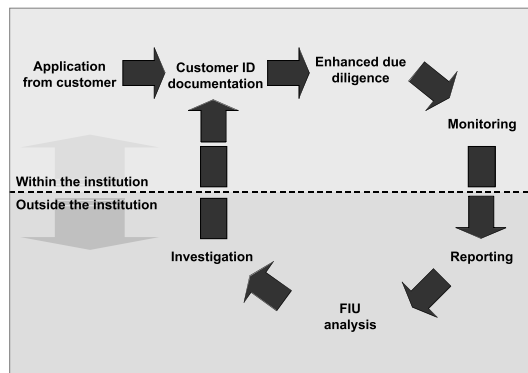 Application
from customer
Customer ID
documentation
Enhanced due
diligence
Monitoring
Within the institution
Outside the institution
Investigation
Reporting
FIU
analysis